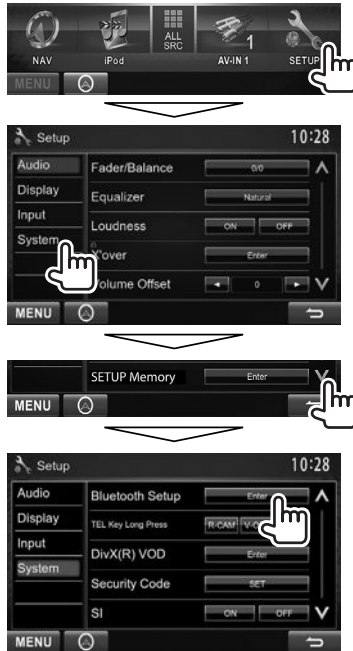 ALL
SRC
1
NAV iPod AV-IN 1 SETUP
MENU
Setup 10:28
Audio Fader/Balance 0/0
Display Equalizer Natural
Input Loudness ON OFF
System X'over Enter
Volume Offset 0
MENU
SETUP Memory Enter
MENU
Setup 10:28
Audio Bluetooth Setup Enter
Display TEL Key Long Press R-CAM
Input DivX(R) VOD Enter
System Security Code SET
SI ON OFF
MENU